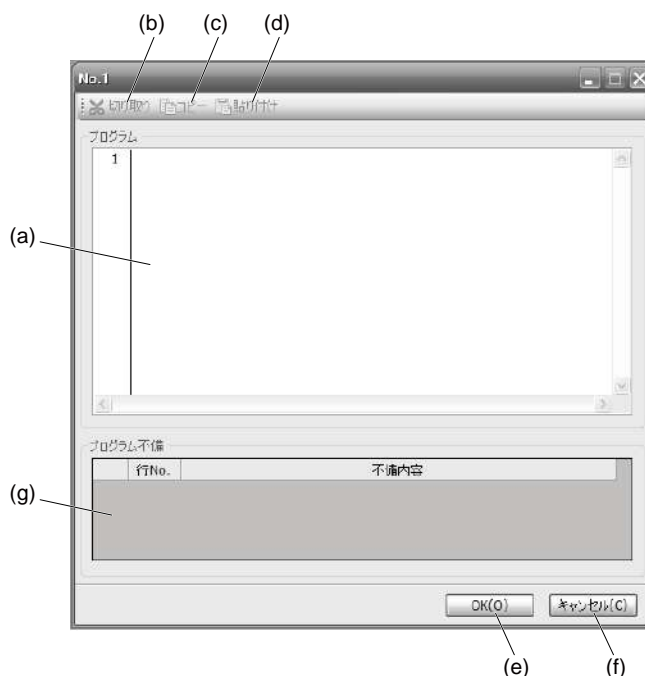 (b) (c) (d)
No.1
切り取り コピー 貼り付け
プログラム
1
(a)
プログラム不備
行No. 不備内容
(g)
OK(O) キャンセル(C)
(e) (f)